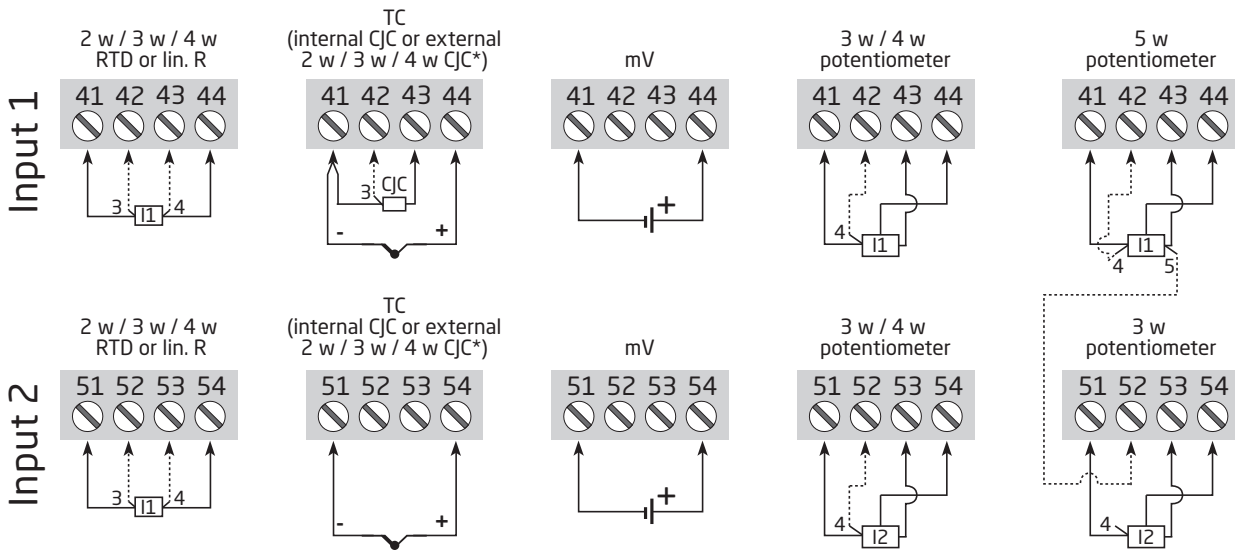 Input 1
2 w / 3 w / 4 w
RTD or lin. R
41 42 43 44
3 I1 4
TC
(internal CJC or external
2 w / 3 w / 4 w CJC*)
41 42 43 44
3 CJC
- +
mV
41 42 43 44
+
3 w / 4 w
potentiometer
41 42 43 44
4 I1
5 w
potentiometer
41 42 43 44
4 I1 5
Input 2
2 w / 3 w / 4 w
RTD or lin. R
51 52 53 54
3 I1 4
TC
(internal CJC or external
2 w / 3 w / 4 w CJC*)
51 52 53 54
- +
mV
51 52 53 54
+
3 w / 4 w
potentiometer
51 52 53 54
4 I2
3 w
potentiometer
51 52 53 54
4 I2